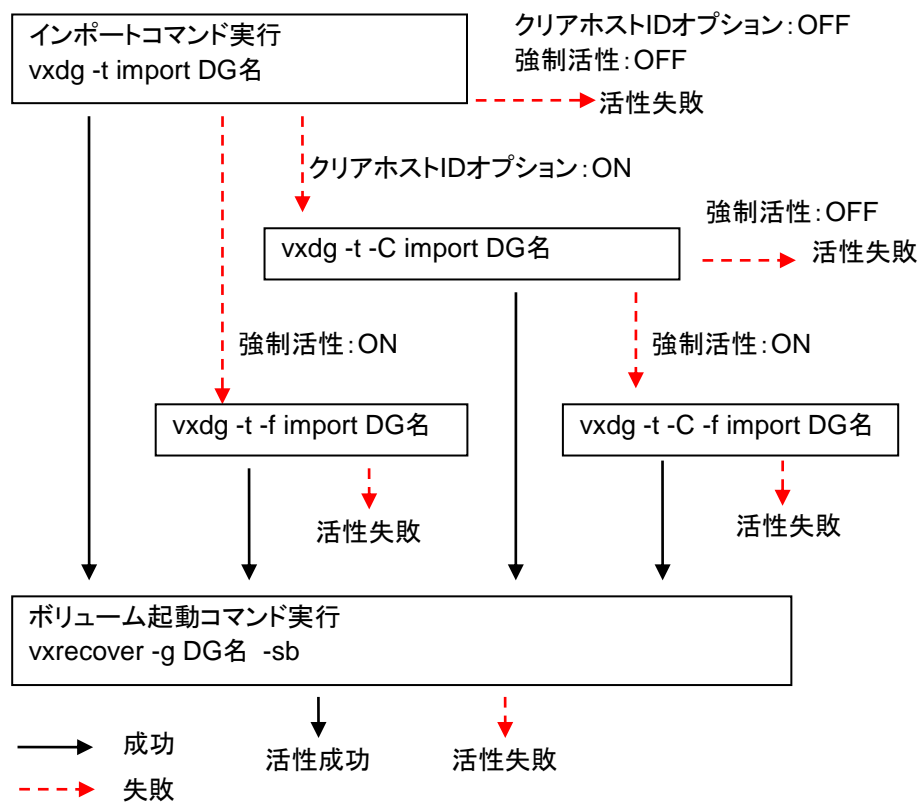 インポートコマンド実行
vxdg -t import DG名
クリアホストIDオプション:OFF
強制活性:OFF
活性失敗
クリアホストIDオプション:ON
強制活性:OFF
vxdg -t -C import DG名
活性失敗
強制活性:ON
強制活性:ON
vxdg -t -f import DG名
vxdg -t -C -f import DG名
活性失敗
活性失敗
ボリューム起動コマンド実行
vxrecover -g DG名 -sb
成功
活性成功
活性失敗
失敗